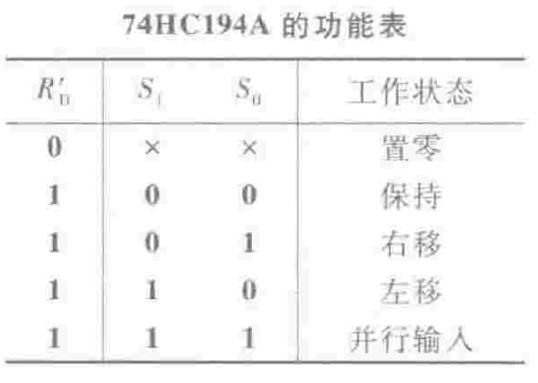 74HC194A 的功能表
R′D S1 S0 工作状态
0 × × 置零
1 0 0 保持
1 0 1 右移
1 1 0 左移
1 1 1 并行输入